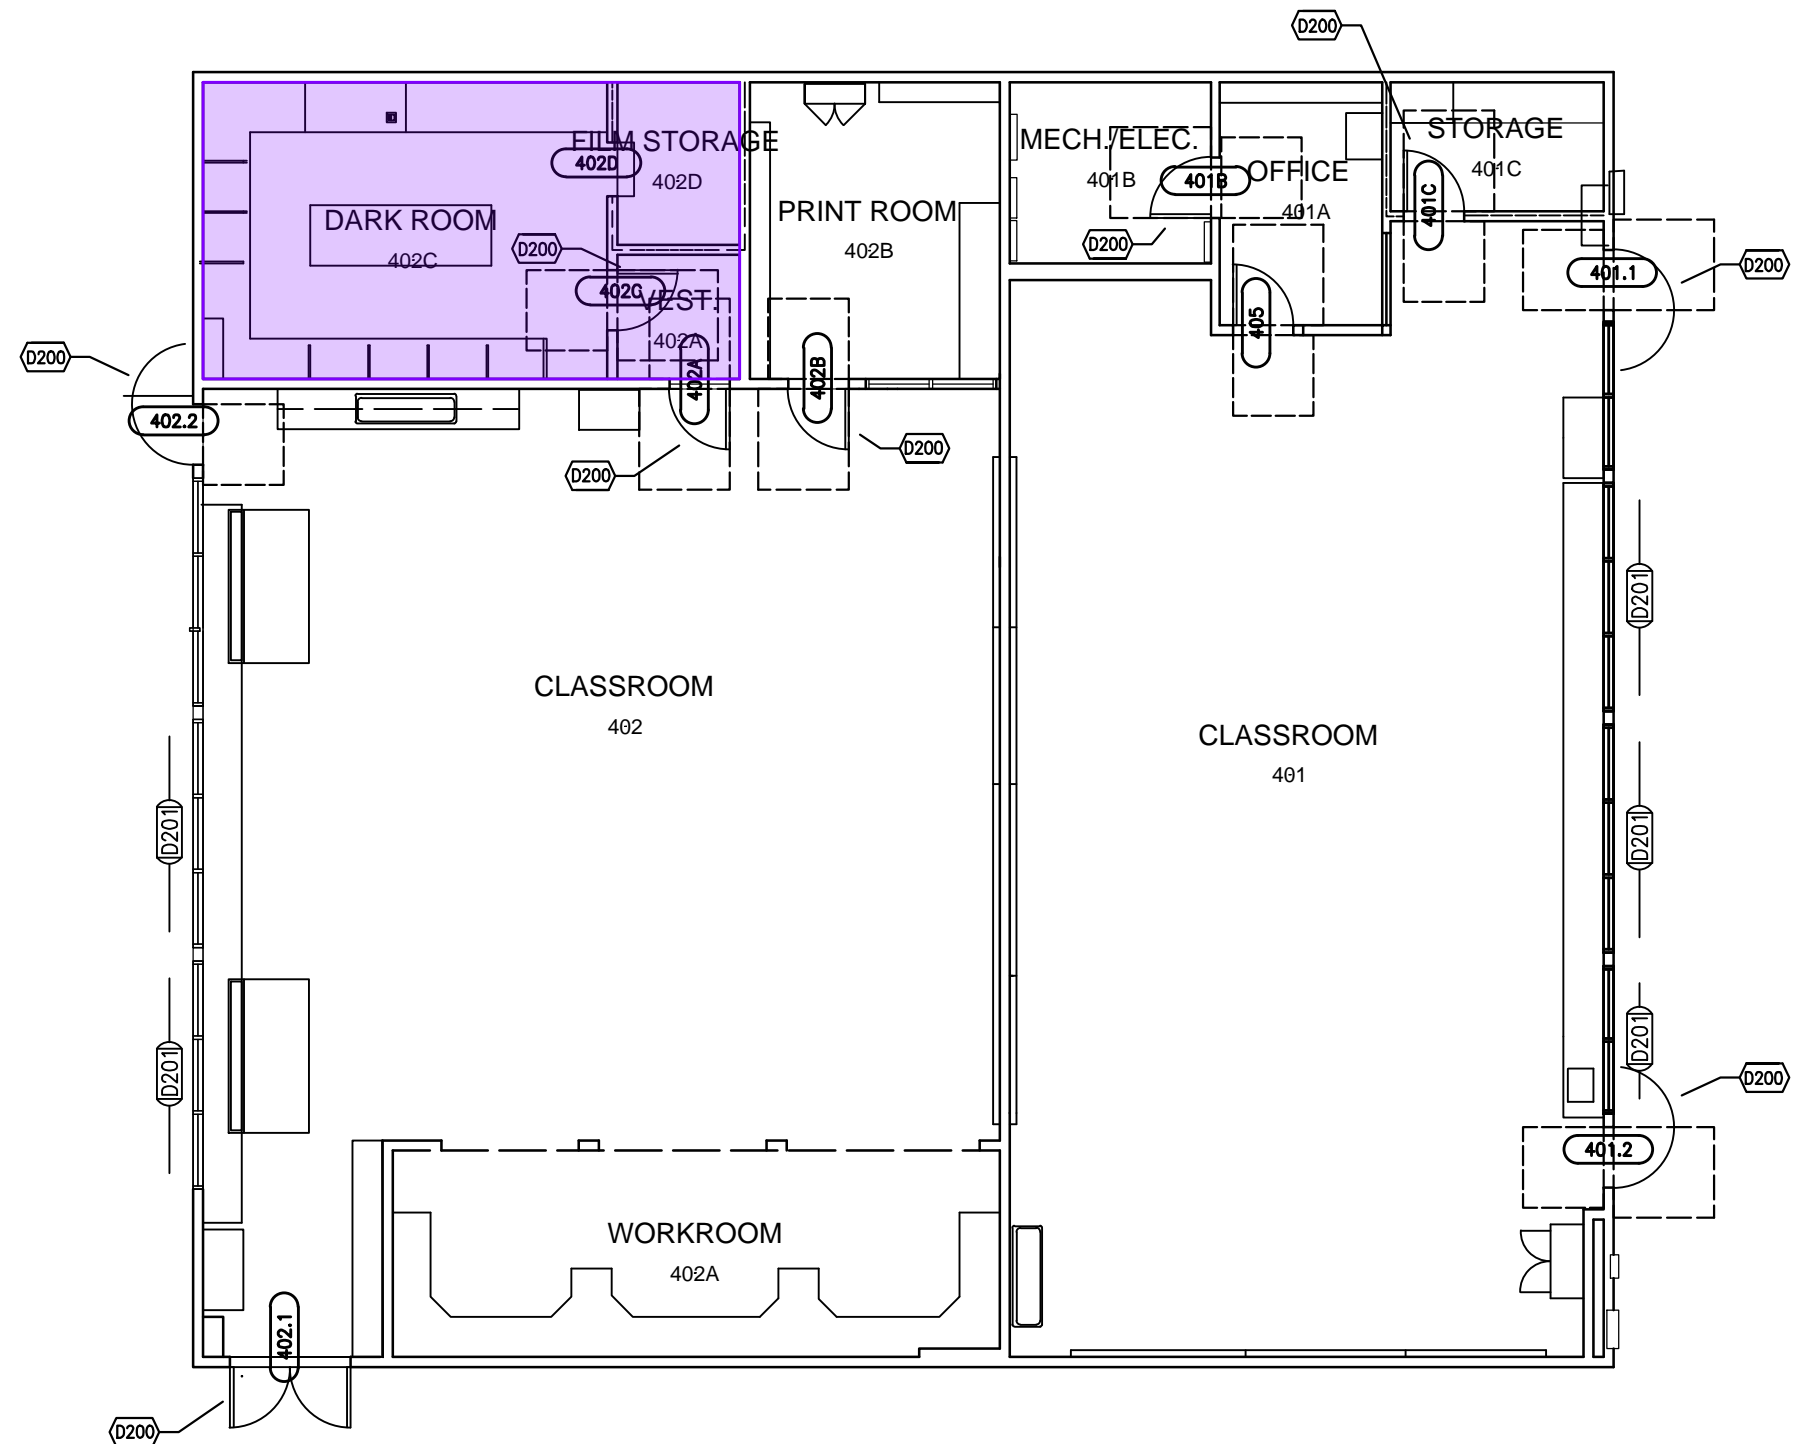 D200
FILM STORAGE
402D
402D
MECH./ELEC.
401B
401B
OFFICE
401A
STORAGE
401C
401C
DARK ROOM
402C
D200
402C
VEST.
402A
402A
PRINT ROOM
402B
402B
D200
405
401.1
D200
D200
402.2
D200
D200
CLASSROOM
402
CLASSROOM
401
D201
D201
D201
D201
D201
D200
401.2
WORKROOM
402A
402.1
D200